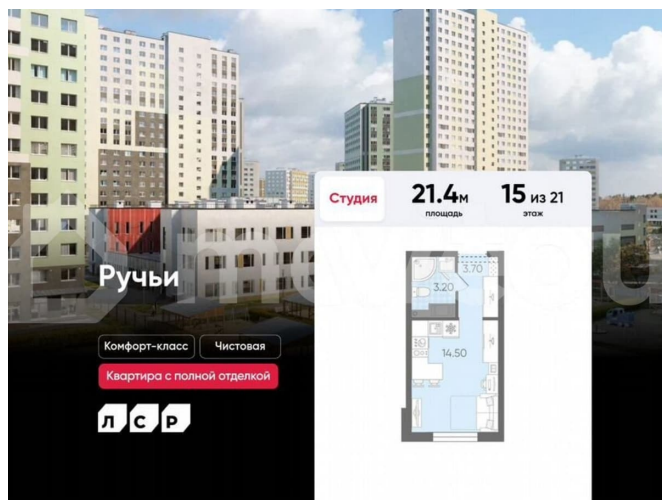 Студия
21.4м
площадь
15 из 21
этаж
Ручьи
3.70
3.20
14.50
Комфорт-класс
Чистовая
Квартира с полной отделкой
ЛСР